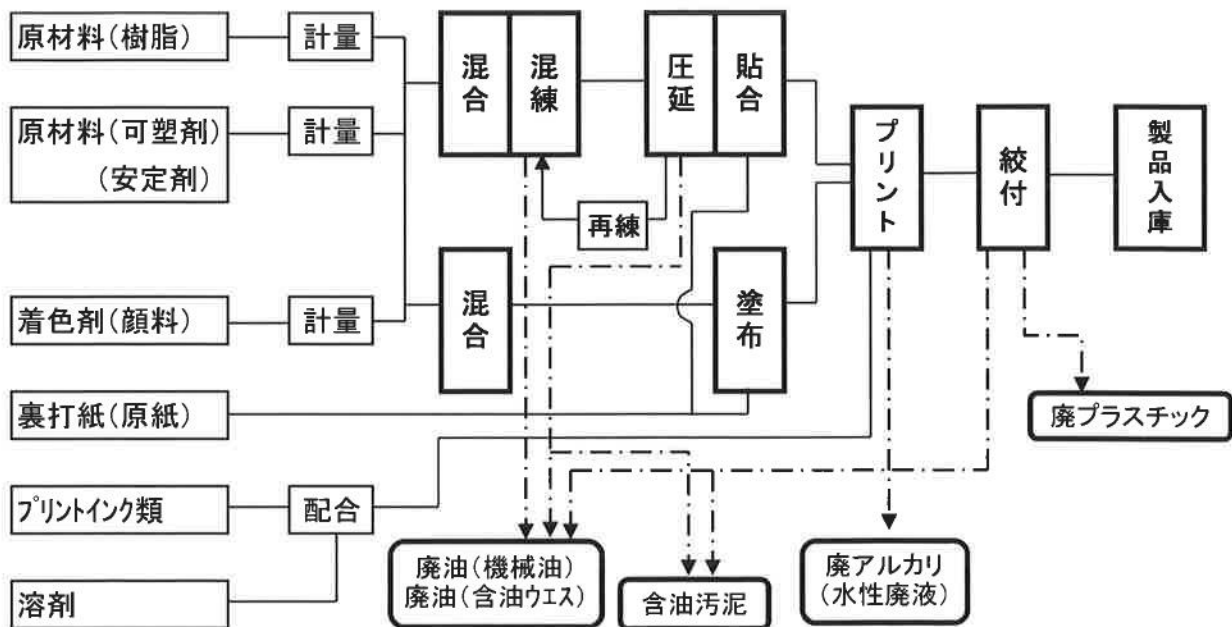 原材料(樹脂)
計量
原材料(可塑剤)
(安定剤)
計量
着色剤(顔料)
計量
裏打紙(原紙)
プリントインク類
配合
溶剤
混合
混練
圧延
貼合
再練
混合
塗布
プリント
絞付
製品入庫
廃プラスチック
廃油(機械油)
廃油(含油ウエス)
含油汚泥
廃アルカリ
(水性廃液)